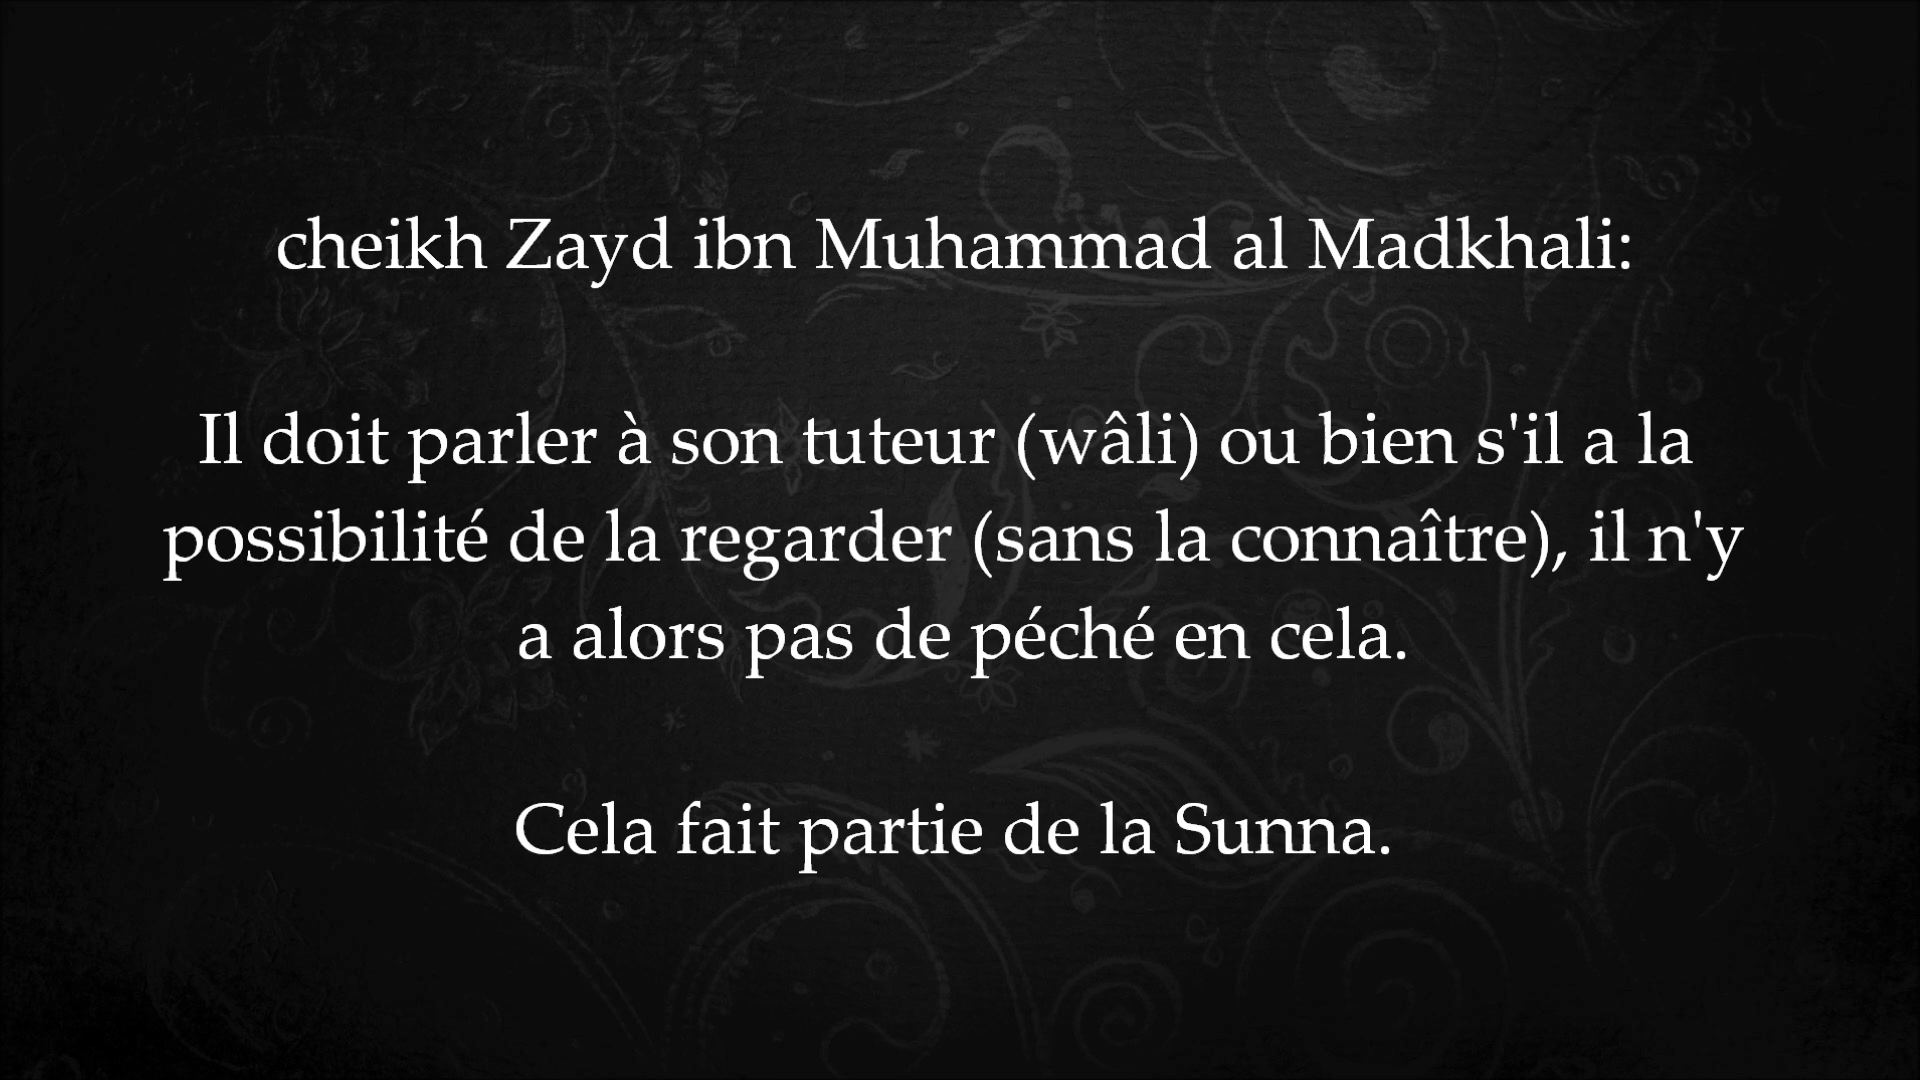 cheikh Zayd ibn Muhammad al Madkhali:
Il doit parler à son tuteur (wâli) ou bien s'il a la
possibilité de la regarder (sans la connaître), il n'y
a alors pas de péché en cela.
Cela fait partie de la Sunna.